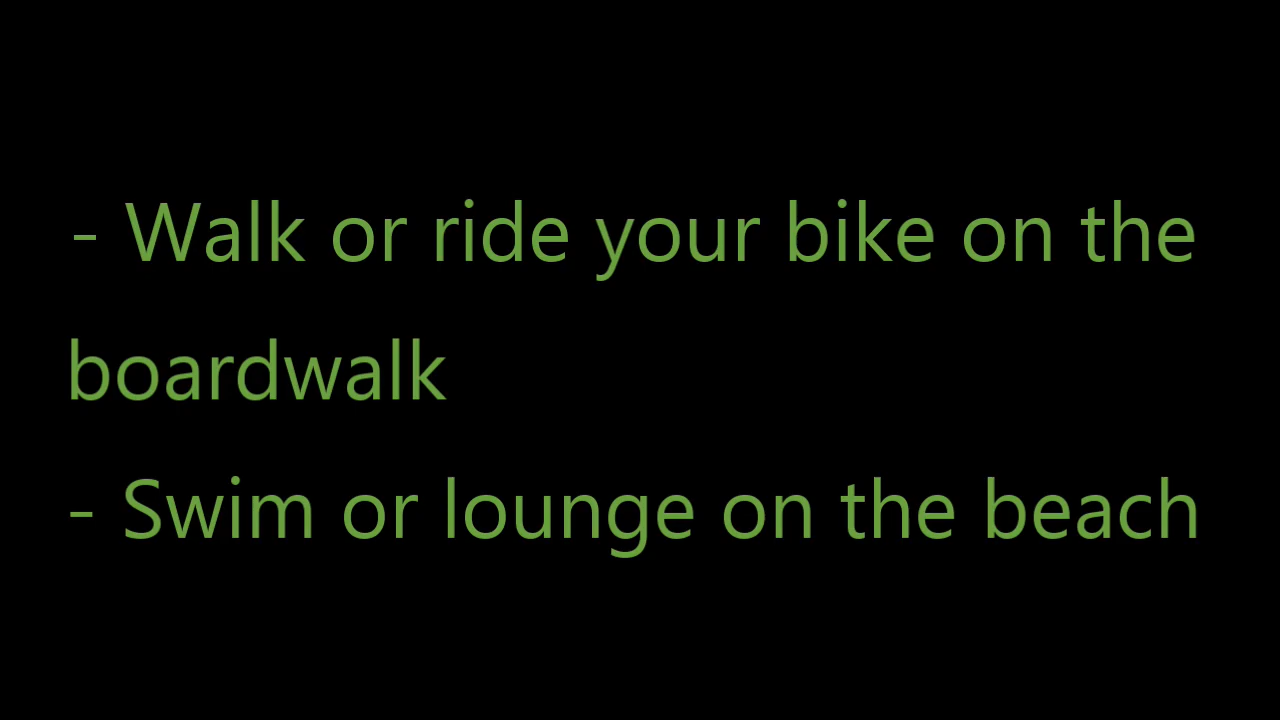 - Walk or ride your bike on the
boardwalk
- Swim or lounge on the beach